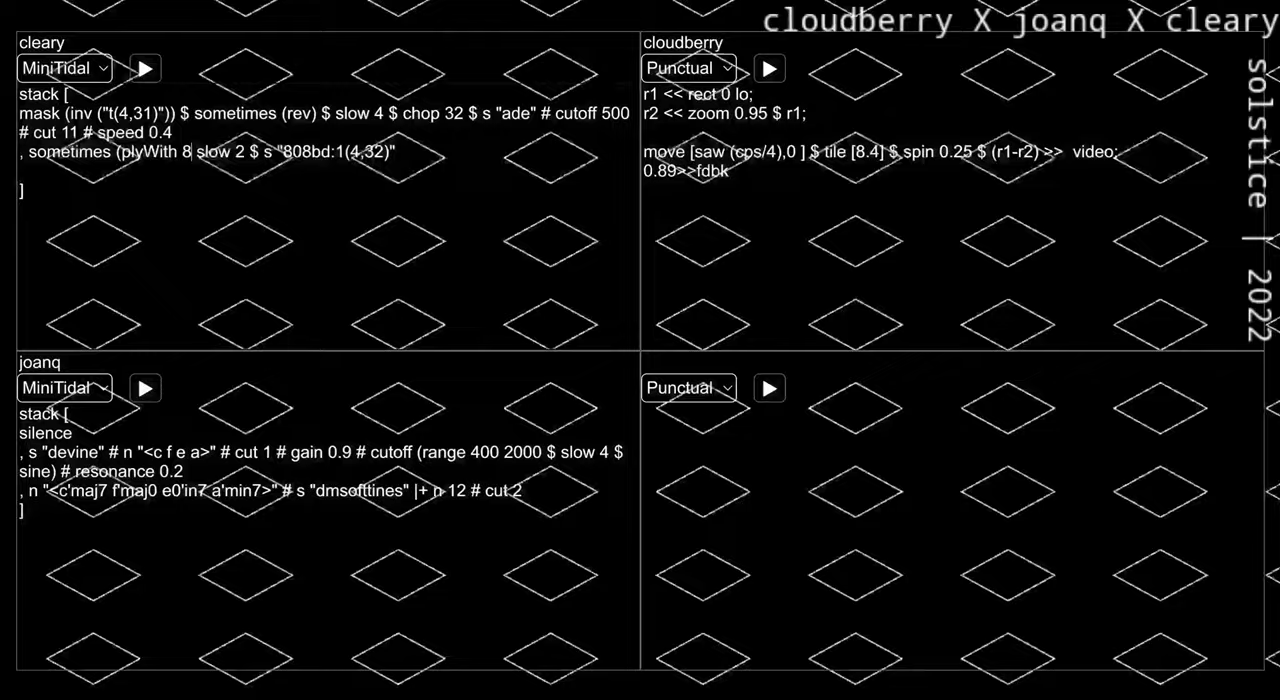 cloudberry X joanq X cleary
solstice | 2022
cleary
MiniTidal
stack [
mask (inv ("t(4,31)")) $ sometimes (rev) $ slow 4 $ chop 32 $ s "ade" # cutoff 500
# cut 11 # speed 0.4
, sometimes (plyWith 8 slow 2 $ s "808bd:1(4,32)"
]
cloudberry
Punctual
r1 << rect 0 lo;
r2 << zoom 0.95 $ r1;
move [saw (cps/4),0 ] $ tile [8.4] $ spin 0.25 $ (r1-r2) >> video;
0.89>>fdbk
joanq
MiniTidal
stack [
silence
, s "devine" # n "<c f e a>" # cut 1 # gain 0.9 # cutoff (range 400 2000 $ slow 4 $
sine) # resonance 0.2
, n "<c'maj7 f'maj0 e0'in7 a'min7>" # s "dmsofttines" |+ n 12 # cut 2
]
Punctual